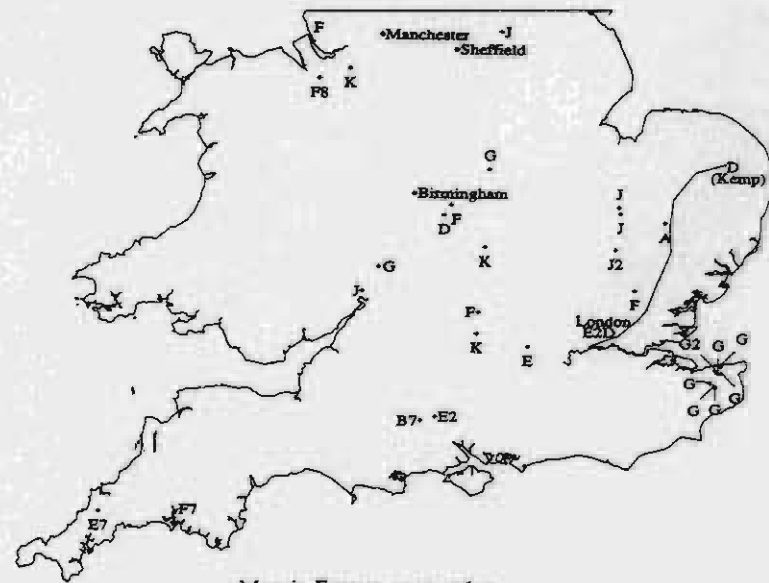 F
Manchester
J
Sheffield
F8
K
G
D
(Kemp)
Birmingham
D
F
J
J
A
K
J2
G
J
F
F
London
E2D
K
E
G2
G
G
G
G
G
G
G
B7
E2
E7
F7